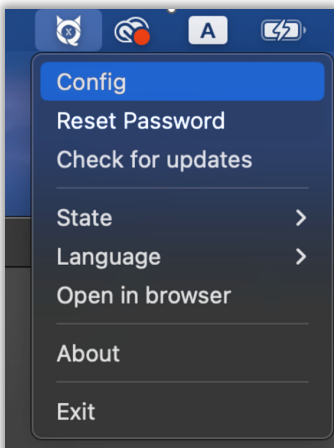 A
Config
Reset Password
Check for updates
State
Language
Open in browser
About
Exit